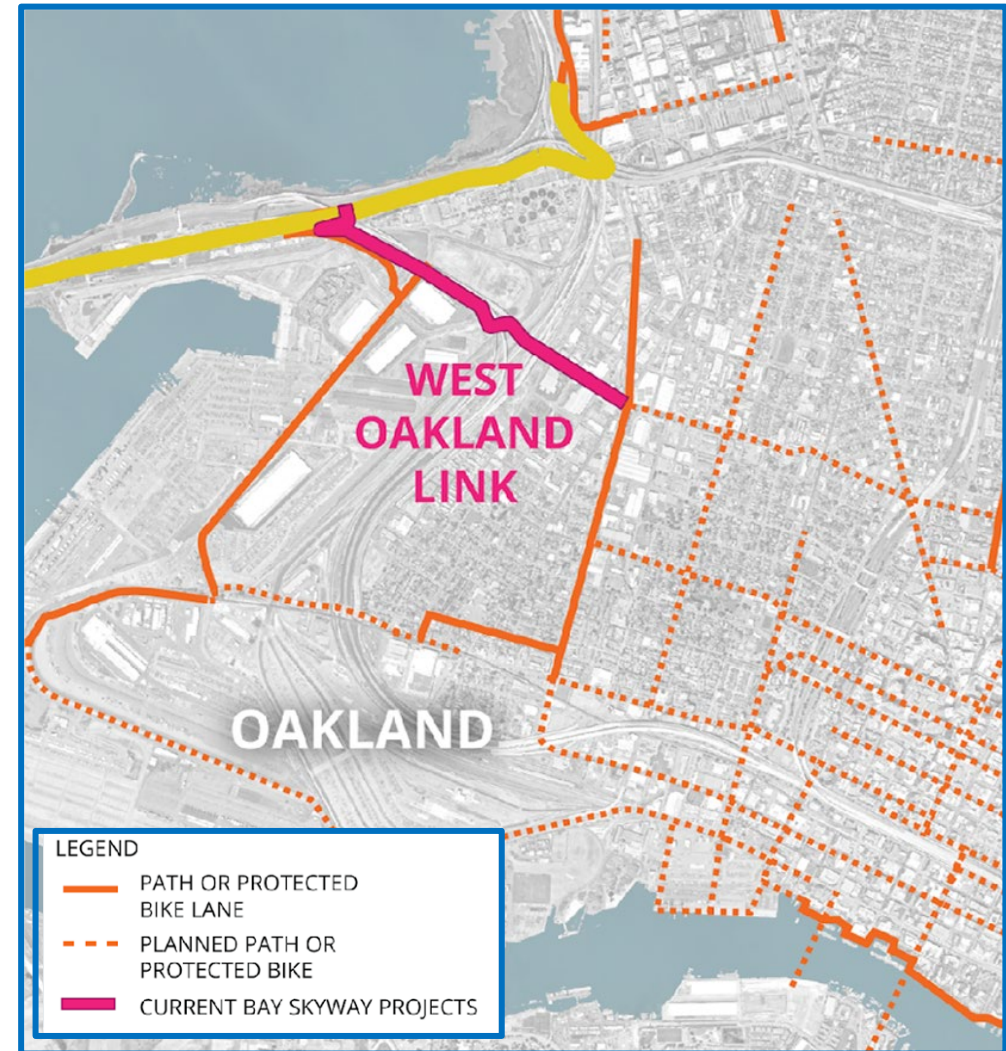 WEST
OAKLAND
LINK
OAKLAND
LEGEND
PATH OR PROTECTED
BIKE LANE
PLANNED PATH OR
PROTECTED BIKE
CURRENT BAY SKYWAY PROJECTS